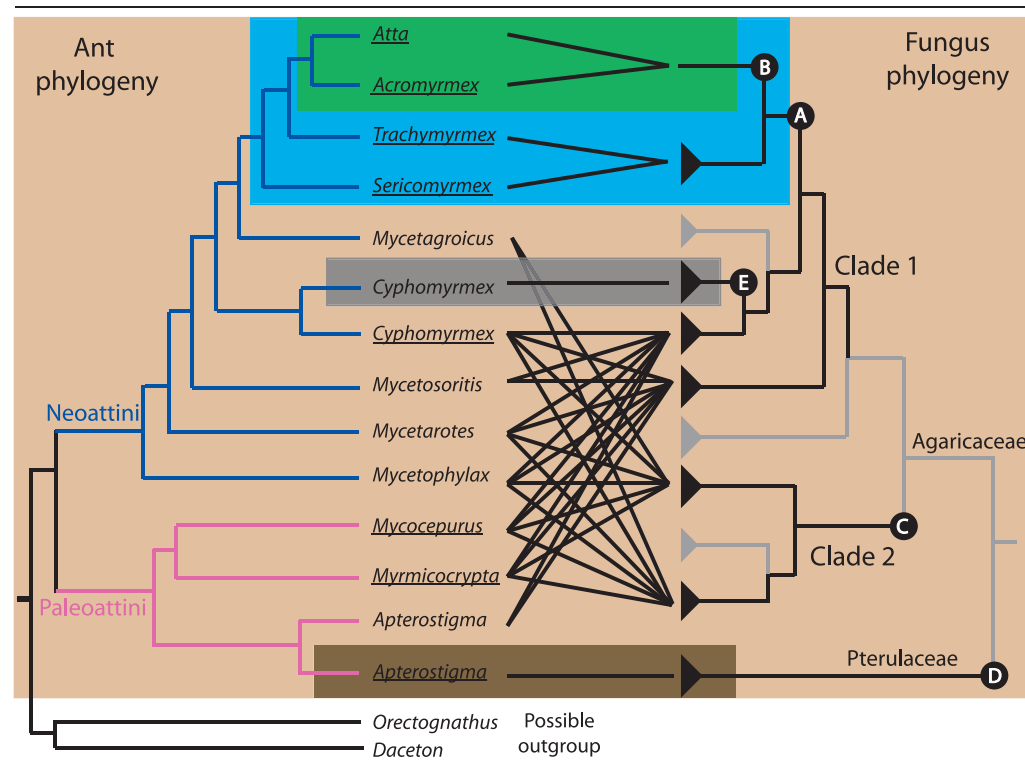 Ant
phylogeny
Fungus
phylogeny
Atta
Acromyrmex
Trachymyrmex
Sericomyrmex
Mycetagroicus
Cyphomyrmex
Cyphomyrmex
Mycetosoritis
Mycetarotes
Mycetophylax
Mycocepurus
Myrmicocrypta
Apterostigma
Apterostigma
Orectognathus
Daceton
Possible
outgroup
Neoattini
Paleoattini
B
A
E
Clade 1
Agaricaceae
C
Clade 2
Pterulaceae
D